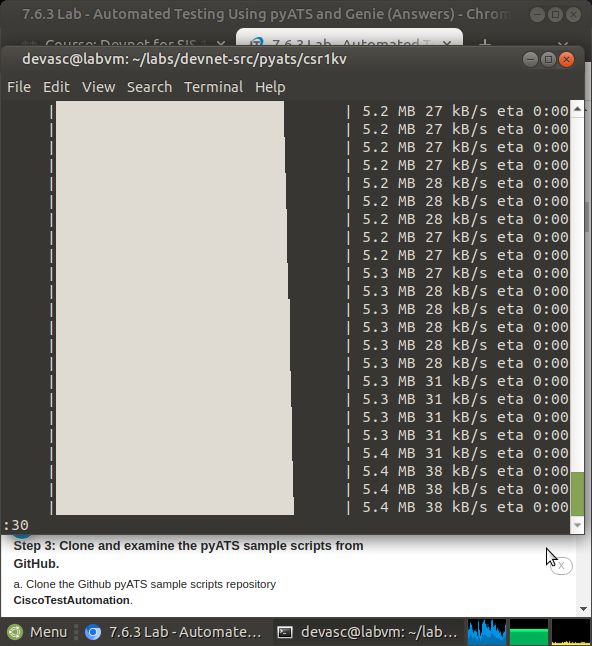 7.6.3 Lab - Automated Testing Using pyATS and Genie (Answers) - Chrom
Course: Devnet for SIS 1
7.6.3 Lab - Automated T
devasc@labvm: ~/labs/devnet-src/pyats/csr1kv
File Edit View Search Terminal Help
| | 5.2 MB 27 kB/s eta 0:00
| | 5.2 MB 27 kB/s eta 0:00
| | 5.2 MB 27 kB/s eta 0:00
| | 5.2 MB 27 kB/s eta 0:00
| | 5.2 MB 28 kB/s eta 0:00
| | 5.2 MB 28 kB/s eta 0:00
| | 5.2 MB 28 kB/s eta 0:00
| | 5.2 MB 27 kB/s eta 0:00
| | 5.2 MB 27 kB/s eta 0:00
| | 5.3 MB 27 kB/s eta 0:00
| | 5.3 MB 28 kB/s eta 0:00
| | 5.3 MB 28 kB/s eta 0:00
| | 5.3 MB 28 kB/s eta 0:00
| | 5.3 MB 28 kB/s eta 0:00
| | 5.3 MB 28 kB/s eta 0:00
| | 5.3 MB 31 kB/s eta 0:00
| | 5.3 MB 31 kB/s eta 0:00
| | 5.3 MB 31 kB/s eta 0:00
| | 5.3 MB 31 kB/s eta 0:00
| | 5.4 MB 31 kB/s eta 0:00
| | 5.4 MB 38 kB/s eta 0:00
| | 5.4 MB 38 kB/s eta 0:00
| | 5.4 MB 38 kB/s eta 0:00
:30
Step 3: Clone and examine the pyATS sample scripts from
GitHub.
X
a. Clone the Github pyATS sample scripts repository
CiscoTestAutomation.
Menu 7.6.3 Lab - Automate... devasc@labvm: ~/lab...